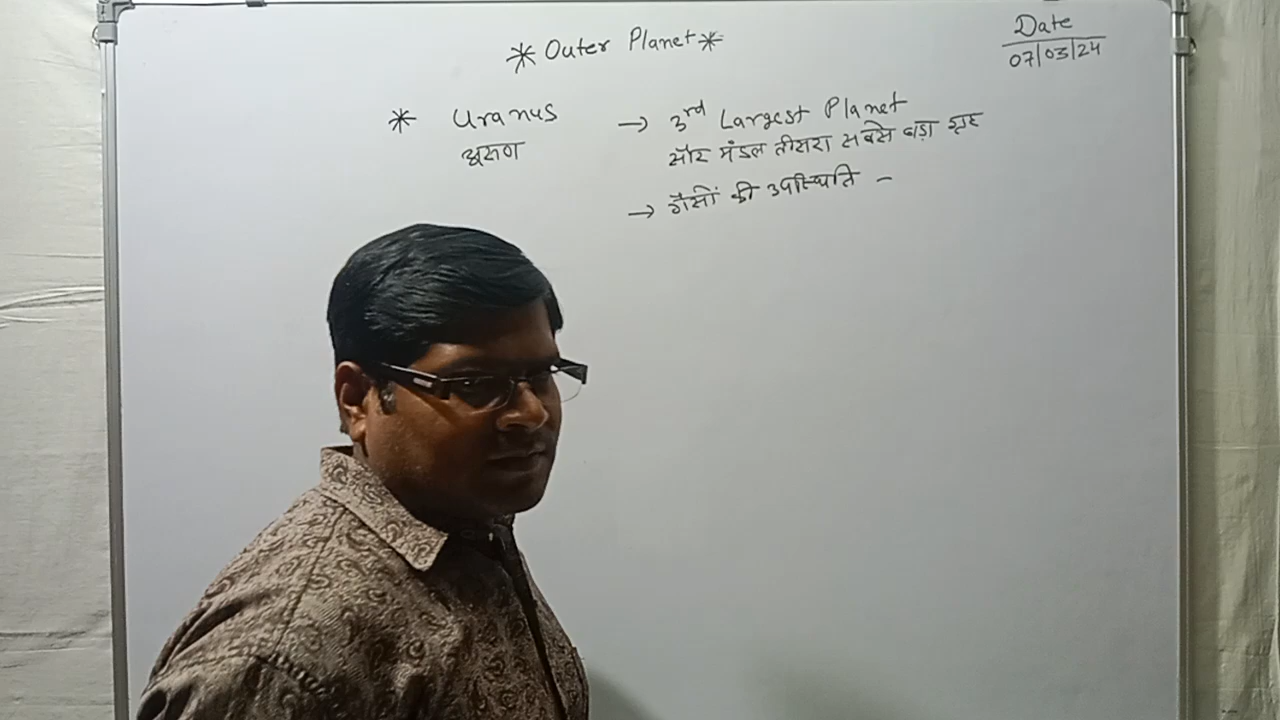 * Outer Planet *
Date
07/03/24
* Uranus → 3rd Largest Planet
अरुण सौर मंडल तीसरा सबसे बड़ा ग्रह
→ गैसों की उपस्थिति -